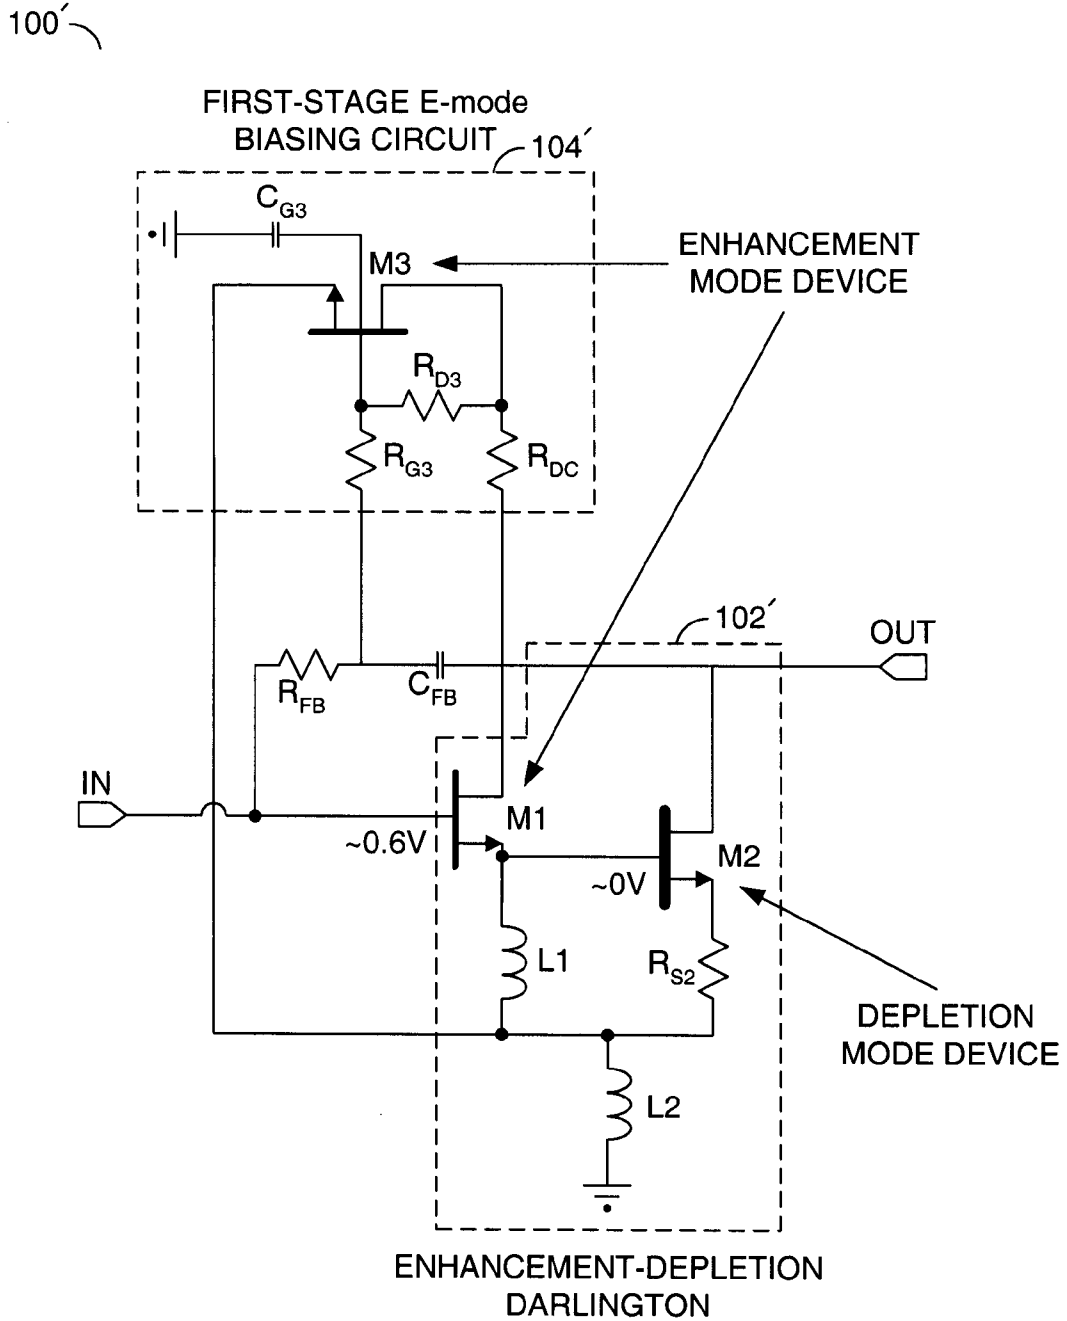 100′
FIRST-STAGE E-mode
BIASING CIRCUIT
104′
CG3
M3
ENHANCEMENT
MODE DEVICE
RD3
RG3
RDC
102′
OUT
RFB
CFB
IN
M1
~0.6V
M2
~0V
L1
RS2
DEPLETION
MODE DEVICE
L2
ENHANCEMENT-DEPLETION
DARLINGTON